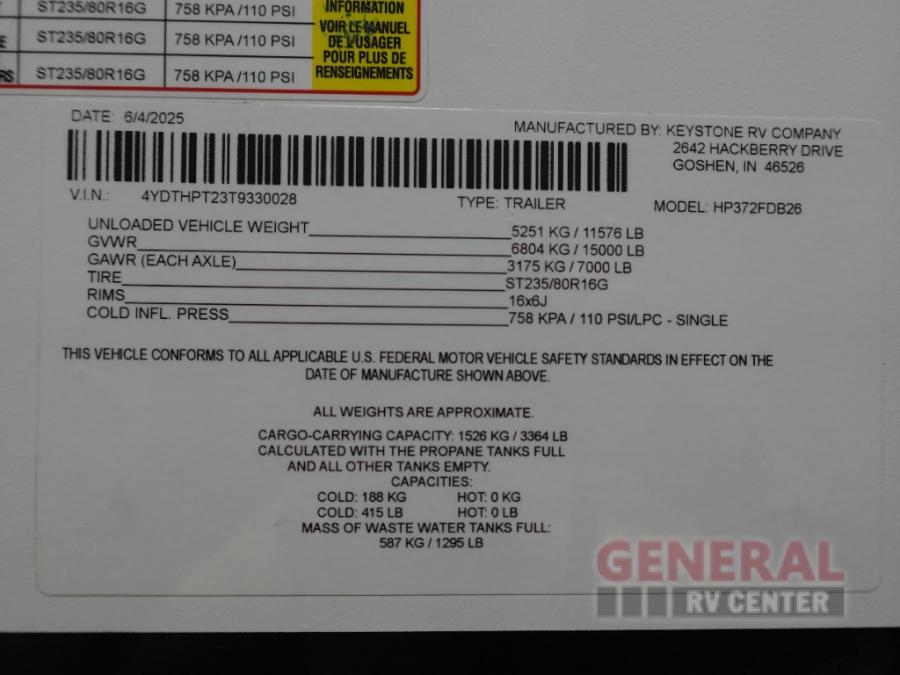 ST235/80R16G 758 KPA /110 PSI
INFORMATION
ST235/80R16G 758 KPA /110 PSI
VOIR LE MANUEL
DE L'USAGER
POUR PLUS DE
RENSEIGNEMENTS
ST235/80R16G 758 KPA /110 PSI
DATE: 6/4/2025
MANUFACTURED BY: KEYSTONE RV COMPANY
2642 HACKBERRY DRIVE
GOSHEN, IN 46526
V.I.N.: 4YDTHPT23T9330028 TYPE: TRAILER MODEL: HP372FDB26
UNLOADED VEHICLE WEIGHT 5251 KG / 11576 LB
GVWR 6804 KG / 15000 LB
GAWR (EACH AXLE) 3175 KG / 7000 LB
TIRE ST235/80R16G
RIMS 16x6J
COLD INFL. PRESS 758 KPA / 110 PSI/LPC - SINGLE
THIS VEHICLE CONFORMS TO ALL APPLICABLE U.S. FEDERAL MOTOR VEHICLE SAFETY STANDARDS IN EFFECT ON THE
DATE OF MANUFACTURE SHOWN ABOVE.
ALL WEIGHTS ARE APPROXIMATE.
CARGO-CARRYING CAPACITY: 1526 KG / 3364 LB
CALCULATED WITH THE PROPANE TANKS FULL
AND ALL OTHER TANKS EMPTY.
CAPACITIES:
COLD: 188 KG HOT: 0 KG
COLD: 415 LB HOT: 0 LB
MASS OF WASTE WATER TANKS FULL:
587 KG / 1295 LB
GENERAL
RV CENTER